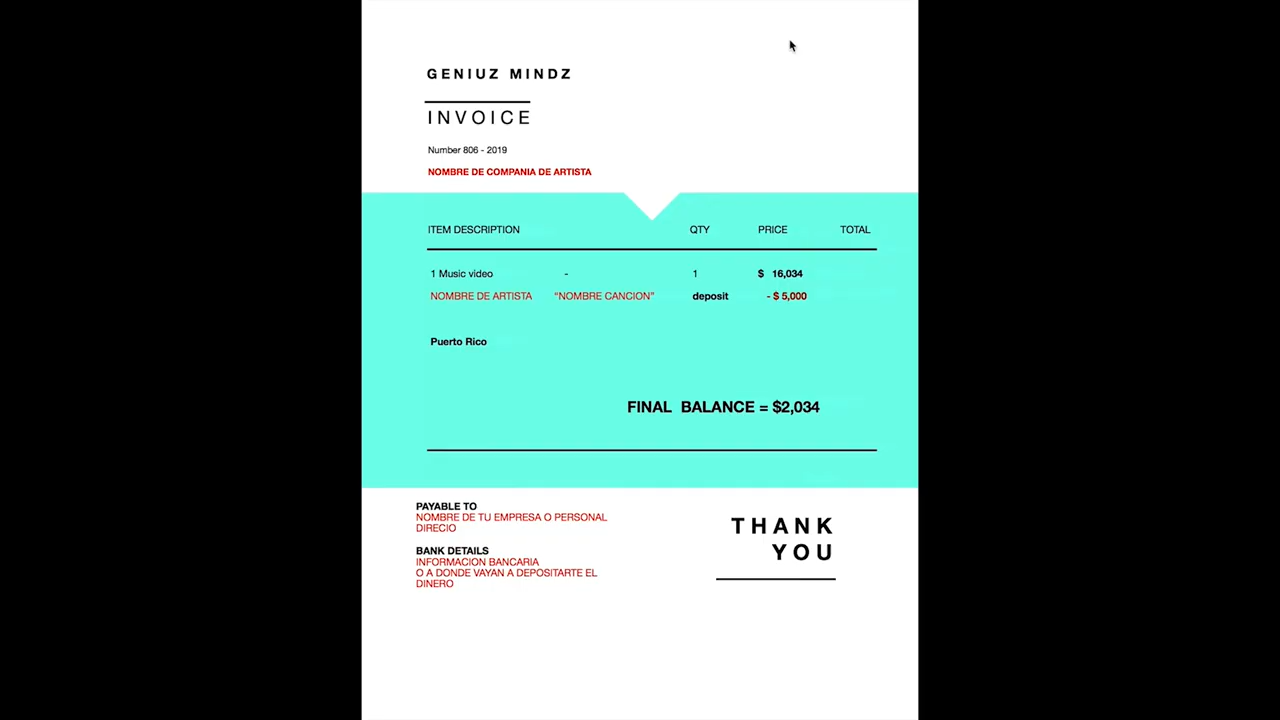 GENIUZ MINDZ
INVOICE
Number 806 - 2019
NOMBRE DE COMPANIA DE ARTISTA
ITEM DESCRIPTION QTY PRICE TOTAL
1 Music video - 1 $ 16,034
NOMBRE DE ARTISTA "NOMBRE CANCION" deposit - $ 5,000
Puerto Rico
FINAL BALANCE = $2,034
PAYABLE TO
NOMBRE DE TU EMPRESA O PERSONAL
DIRECIO
BANK DETAILS
INFORMACION BANCARIA
O A DONDE VAYAN A DEPOSITARTE EL
DINERO
THANK
YOU